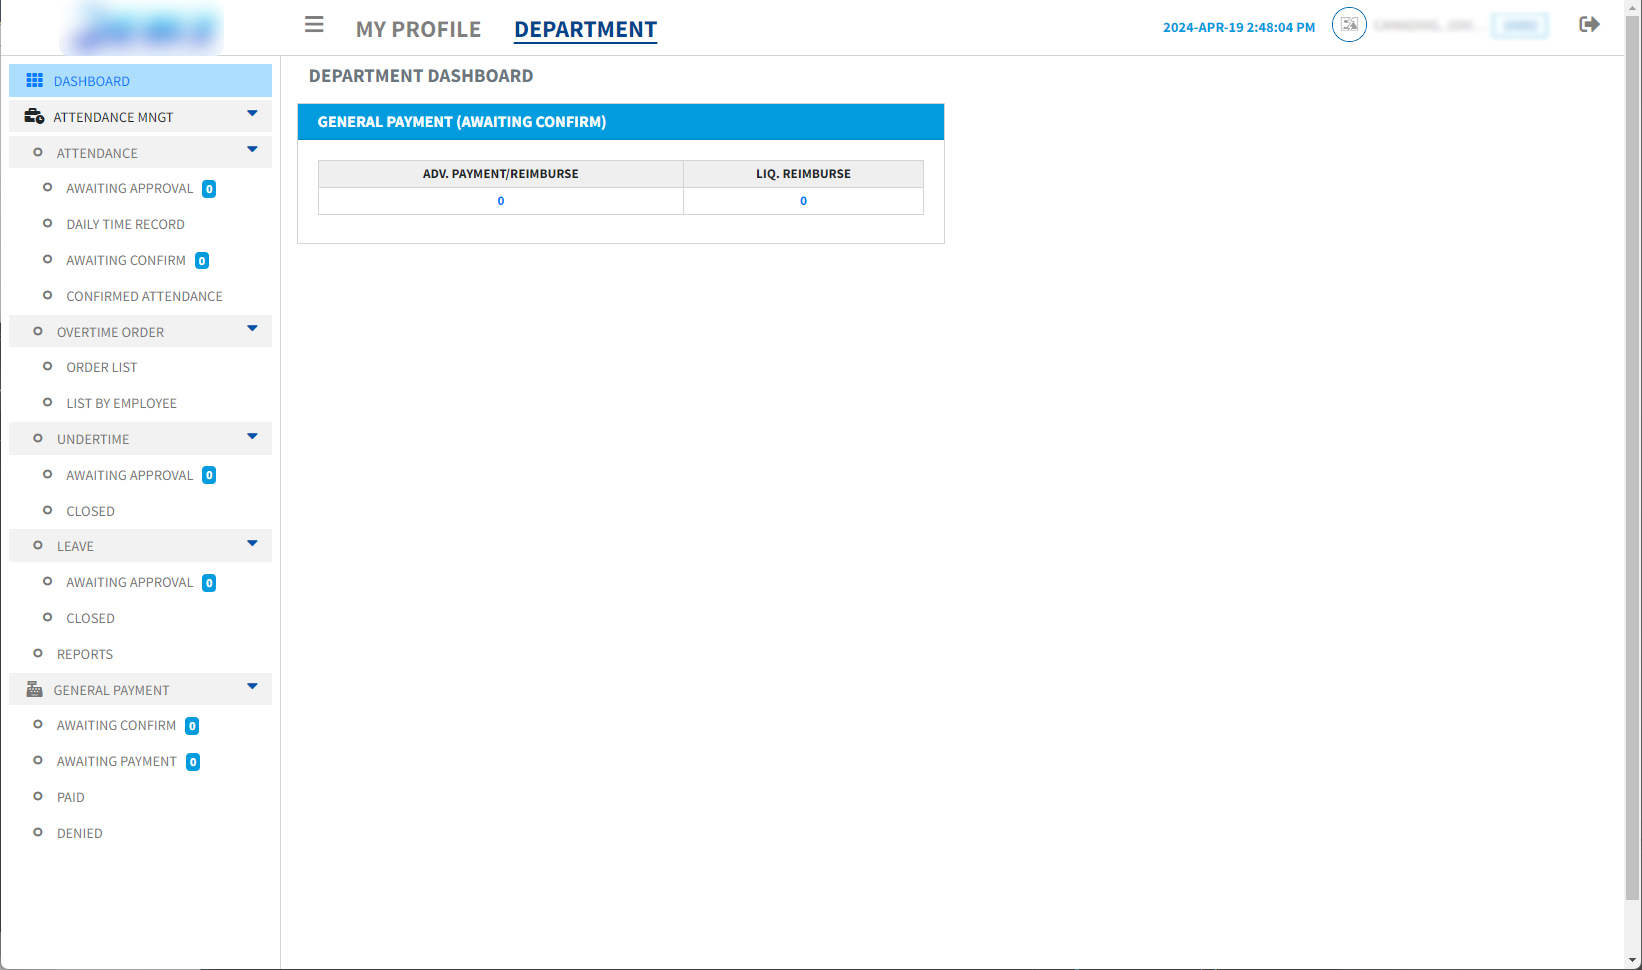 MY PROFILE
DEPARTMENT
2024-APR-19 2:48:04 PM
DASHBOARD
ATTENDANCE MNGT
ATTENDANCE
AWAITING APPROVAL 0
DAILY TIME RECORD
AWAITING CONFIRM 0
CONFIRMED ATTENDANCE
OVERTIME ORDER
ORDER LIST
LIST BY EMPLOYEE
UNDERTIME
AWAITING APPROVAL 0
CLOSED
LEAVE
AWAITING APPROVAL 0
CLOSED
REPORTS
GENERAL PAYMENT
AWAITING CONFIRM 0
AWAITING PAYMENT 0
PAID
DENIED
DEPARTMENT DASHBOARD
GENERAL PAYMENT (AWAITING CONFIRM)
ADV. PAYMENT/REIMBURSE LIQ. REIMBURSE
0 0